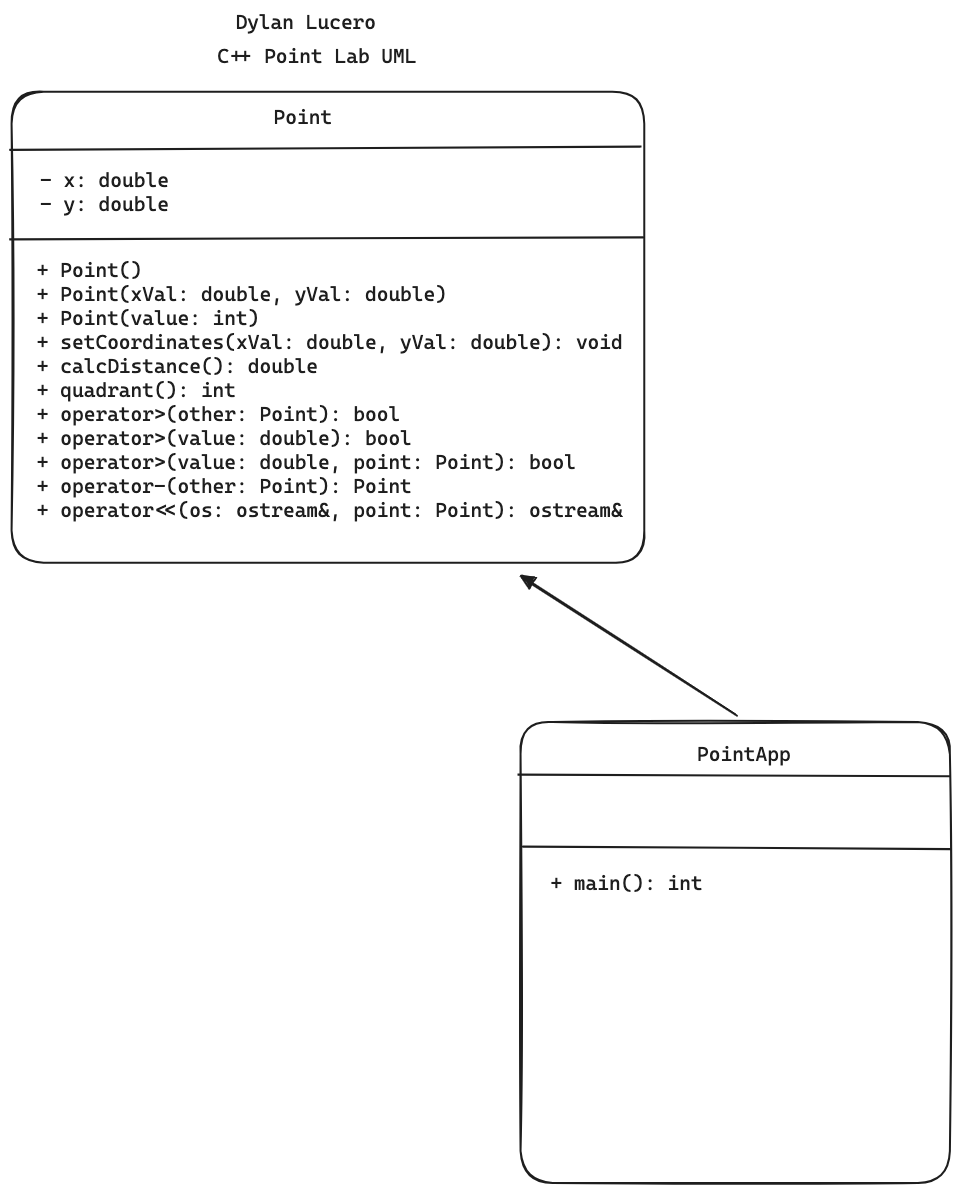 Dylan Lucero
C++ Point Lab UML
Point
- x: double
- y: double
+ Point()
+ Point(xVal: double, yVal: double)
+ Point(value: int)
+ setCoordinates(xVal: double, yVal: double): void
+ calcDistance(): double
+ quadrant(): int
+ operator>(other: Point): bool
+ operator>(value: double): bool
+ operator>(value: double, point: Point): bool
+ operator-(other: Point): Point
+ operator<<(os: ostream&, point: Point): ostream&
PointApp
+ main(): int